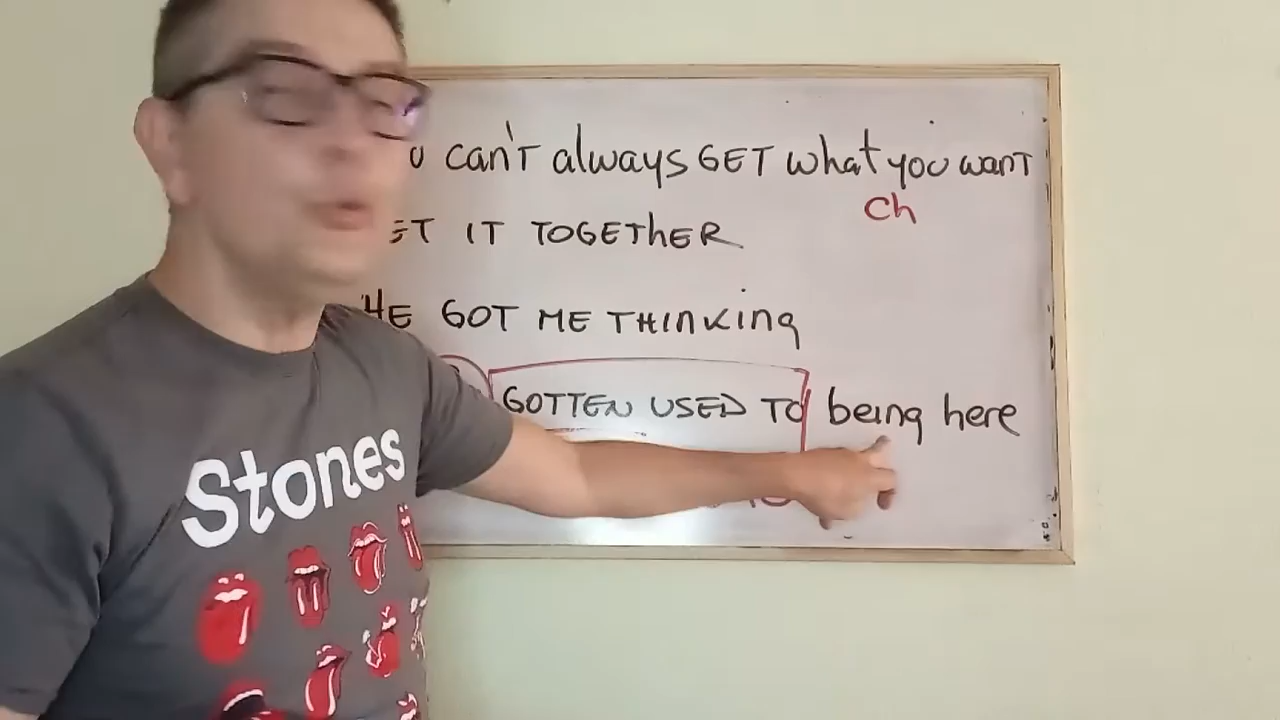 can't always GET what you want
Ch
IT TOGETHER
GOT ME THINKING
GOTTEN USED TO being here
Stones